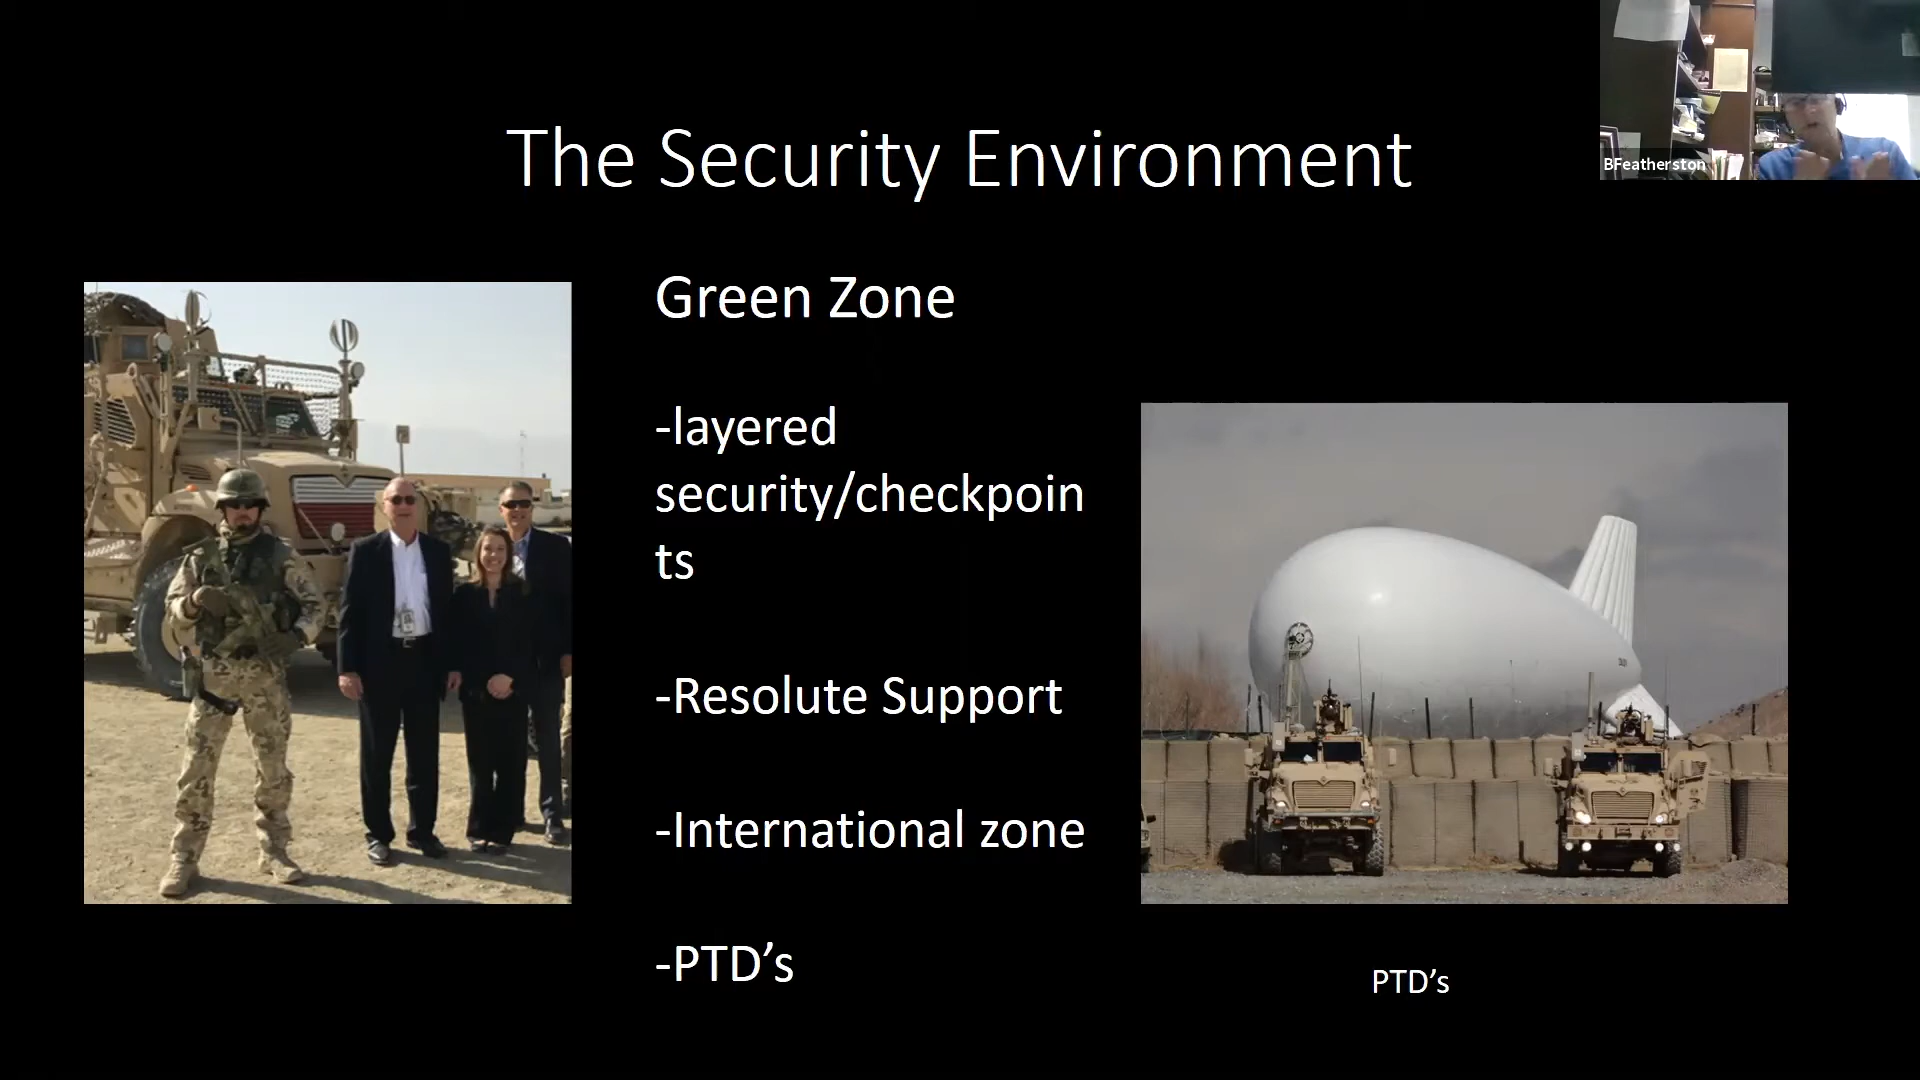 BFeatherston
The Security Environment
Green Zone
-layered
security/checkpoin
ts
-Resolute Support
-International zone
-PTD’s
PTD’s